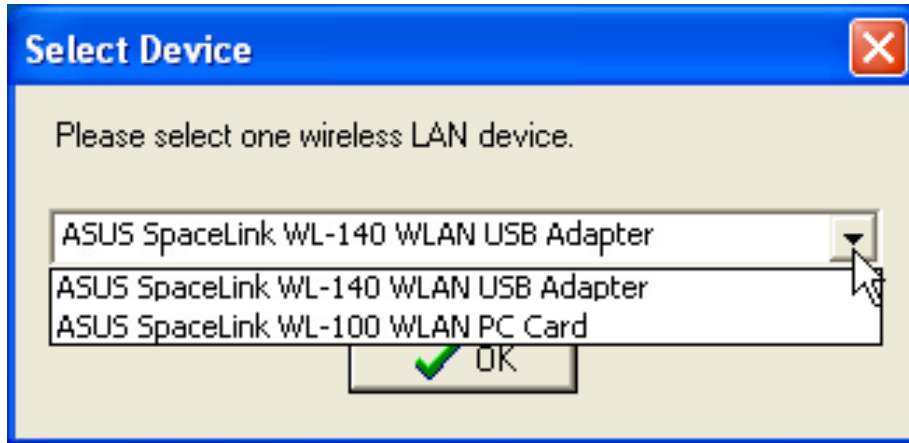 Select Device
Please select one wireless LAN device.
ASUS SpaceLink WL-140 WLAN USB Adapter
ASUS SpaceLink WL-140 WLAN USB Adapter
ASUS SpaceLink WL-100 WLAN PC Card
OK